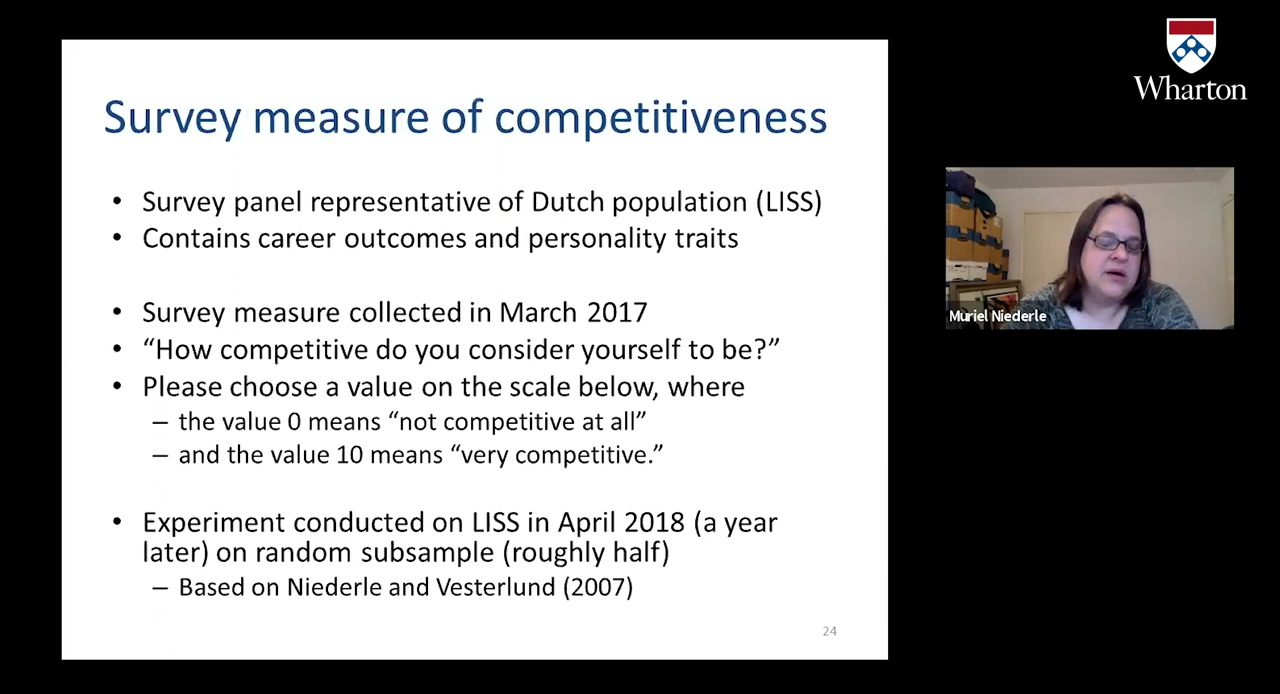 Survey measure of competitiveness
• Survey panel representative of Dutch population (LISS)
• Contains career outcomes and personality traits
• Survey measure collected in March 2017
• “How competitive do you consider yourself to be?”
• Please choose a value on the scale below, where
– the value 0 means “not competitive at all”
– and the value 10 means “very competitive.”
• Experiment conducted on LISS in April 2018 (a year
later) on random subsample (roughly half)
– Based on Niederle and Vesterlund (2007)
24
Wharton
Muriel Niederle